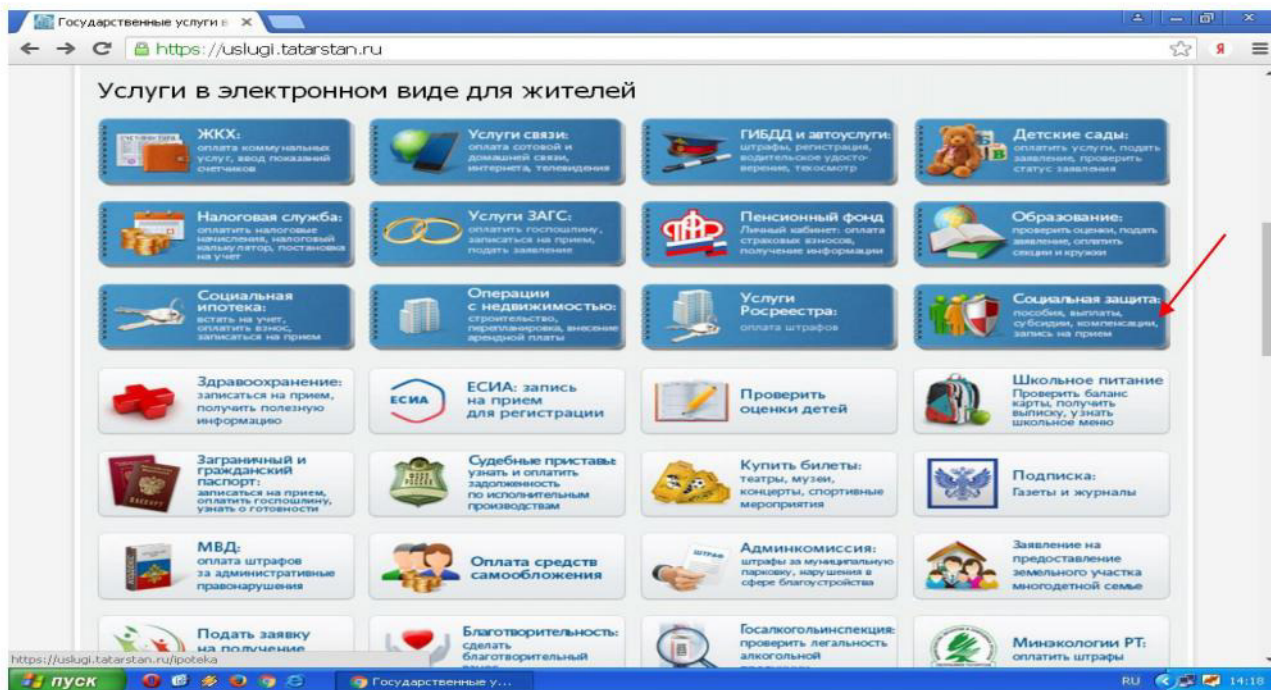 Государственные услуги в
https://uslugi.tatarstan.ru
Услуги в электронном виде для жителей
ЖКХ:
оплата коммунальных
услуг, ввод показаний
счетчиков
Услуги связи:
оплата сотовой и
домашней связи,
интернета, телевидения
ГИБДД и автоуслуги:
штрафы, регистрация,
водительское удосто-
верение, техосмотр
Детские сады:
оплатить услуги, подать
заявление, проверить
статус заявления
Налоговая служба:
оплатить налоговые
начисления, налоговый
калькулятор, постановка
на учет
Услуги ЗАГС:
оплатить госпошлину,
записаться на прием,
подать заявление
Пенсионный фонд
Личный кабинет: оплата
страховых взносов,
получение информации
Образование:
проверить оценки, подать
заявление, оплатить
секции и кружки
Социальная
ипотека:
встать на учет,
оплатить взнос,
записаться на прием
Операции
с недвижимостью:
строительство,
перепланировка, внесение
арендной платы
Услуги
Росреестра:
оплата штрафов
Социальная защита:
пособия, выплаты,
субсидии, компенсации,
запись на прием
Здравоохранение:
записаться на прием,
получить полезную
информацию
ЕСИА
ЕСИА: запись
на прием
для регистрации
Проверить
оценки детей
Школьное питание
Проверить баланс
карты, получить
выписку, узнать
школьное меню
ПАСПОРТ
Заграничный и
гражданский
паспорт:
записаться на прием,
оплатить госпошлину,
узнать о готовности
Судебные приставы:
узнать и оплатить
задолженность
по исполнительным
производствам
Купить билеты:
театры, музеи,
концерты, спортивные
мероприятия
Подписка:
Газеты и журналы
МВД:
оплата штрафов
за административные
правонарушения
Оплата средств
самообложения
ШТРАФ
Админкомиссия:
штрафы за муниципальную
парковку, нарушения в
сфере благоустройства
Заявление на
предоставление
земельного участка
многодетной семье
Подать заявку
на получение
Благотворительность:
сделать
благотворительный
Госалкогольинспекция:
проверить легальность
алкогольной
Минэкологии РТ:
оплатить штрафы
https://uslugi.tatarstan.ru/ipoteka
пуск
Государственные у...
RU
14:18